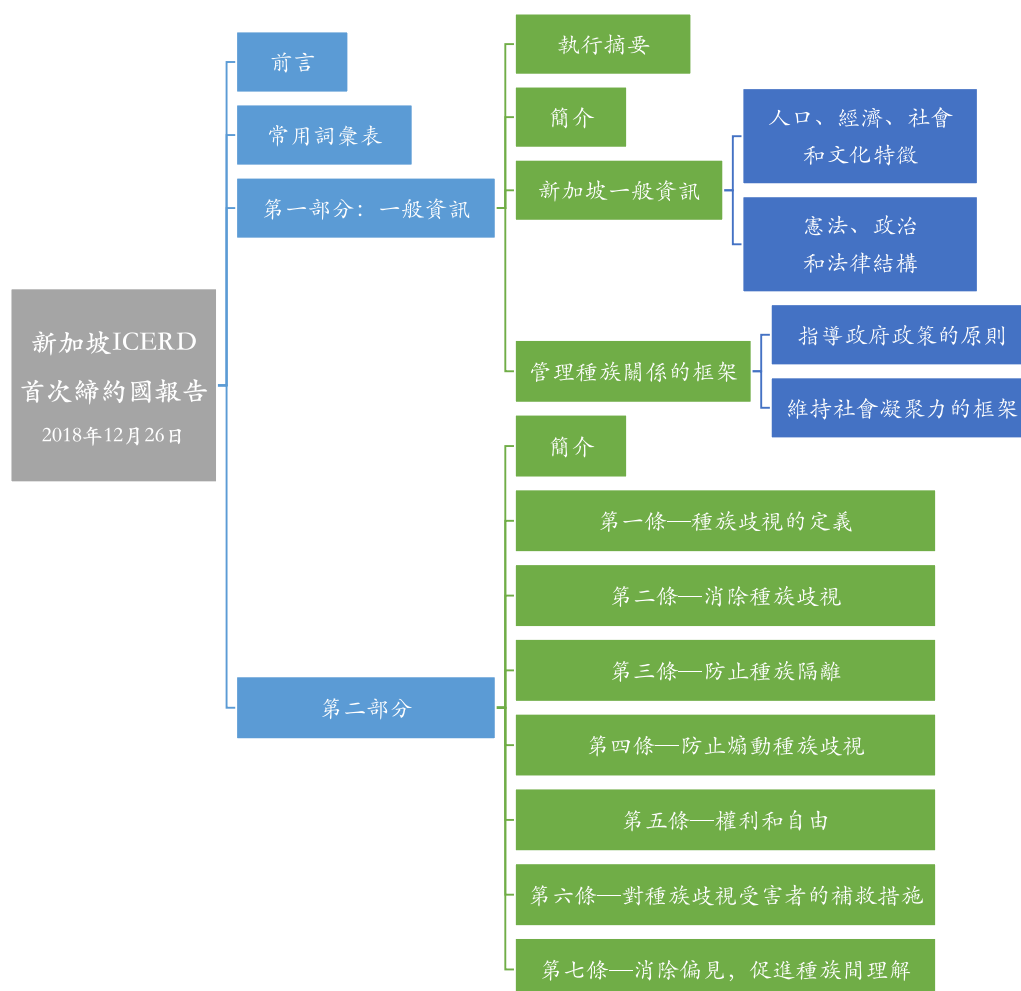 新加坡ICERD
首次締約國報告
2018年12月26日
前言
常用詞彙表
第一部分：一般資訊
執行摘要
簡介
新加坡一般資訊
人口、經濟、社會
和文化特徵
憲法、政治
和法律結構
管理種族關係的框架
指導政府政策的原則
維持社會凝聚力的框架
第二部分
簡介
第一條—種族歧視的定義
第二條—消除種族歧視
第三條—防止種族隔離
第四條—防止煽動種族歧視
第五條—權利和自由
第六條—對種族歧視受害者的補救措施
第七條—消除偏見，促進種族間理解